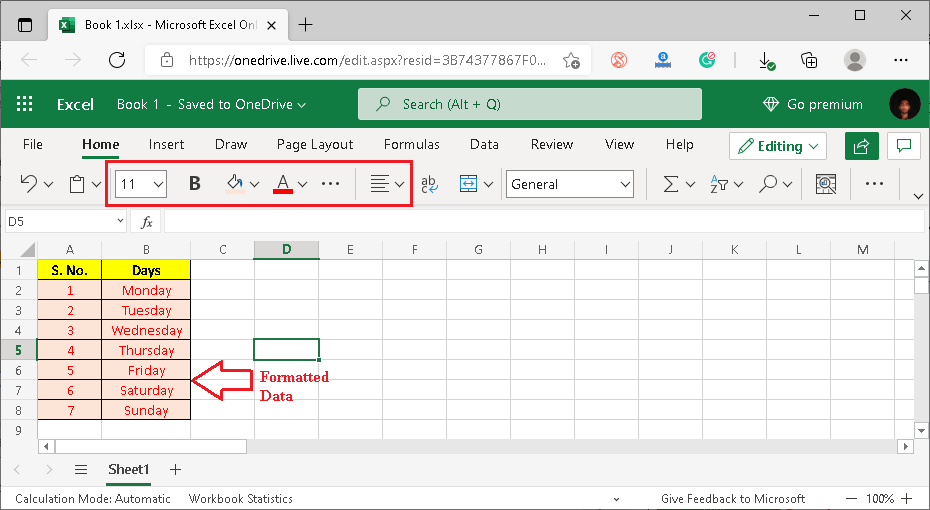 Book 1.xlsx - Microsoft Excel Onl
https://onedrive.live.com/edit.aspx?resid=3B74377867F0...
Excel Book 1 - Saved to OneDrive Search (Alt + Q) Go premium
File Home Insert Draw Page Layout Formulas Data Review View Help Editing
11 B A ab c General Σ A Z
D5 fx
A B C D E F G H I J K L M
1 S. No. Days
2 1 Monday
3 2 Tuesday
4 3 Wednesday
5 4 Thursday
6 5 Friday Formatted
7 6 Saturday Data
8 7 Sunday
9
Sheet1
Calculation Mode: Automatic Workbook Statistics Give Feedback to Microsoft 100%